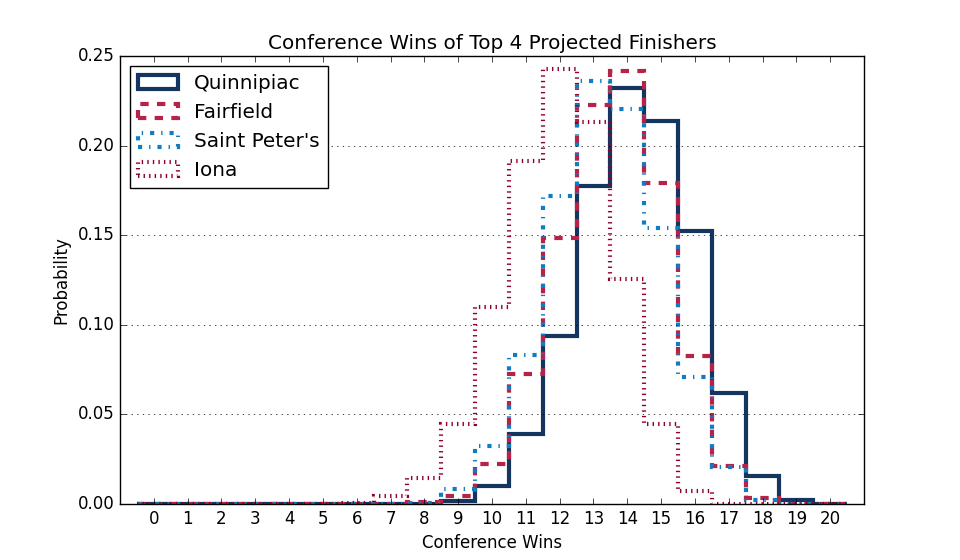 Conference Wins of Top 4 Projected Finishers
0.25
0.20
0.15
0.10
0.05
0.00
Probability
Quinnipiac
Fairfield
Saint Peter's
Iona
0 1 2 3 4 5 6 7 8 9 10 11 12 13 14 15 16 17 18 19 20
Conference Wins